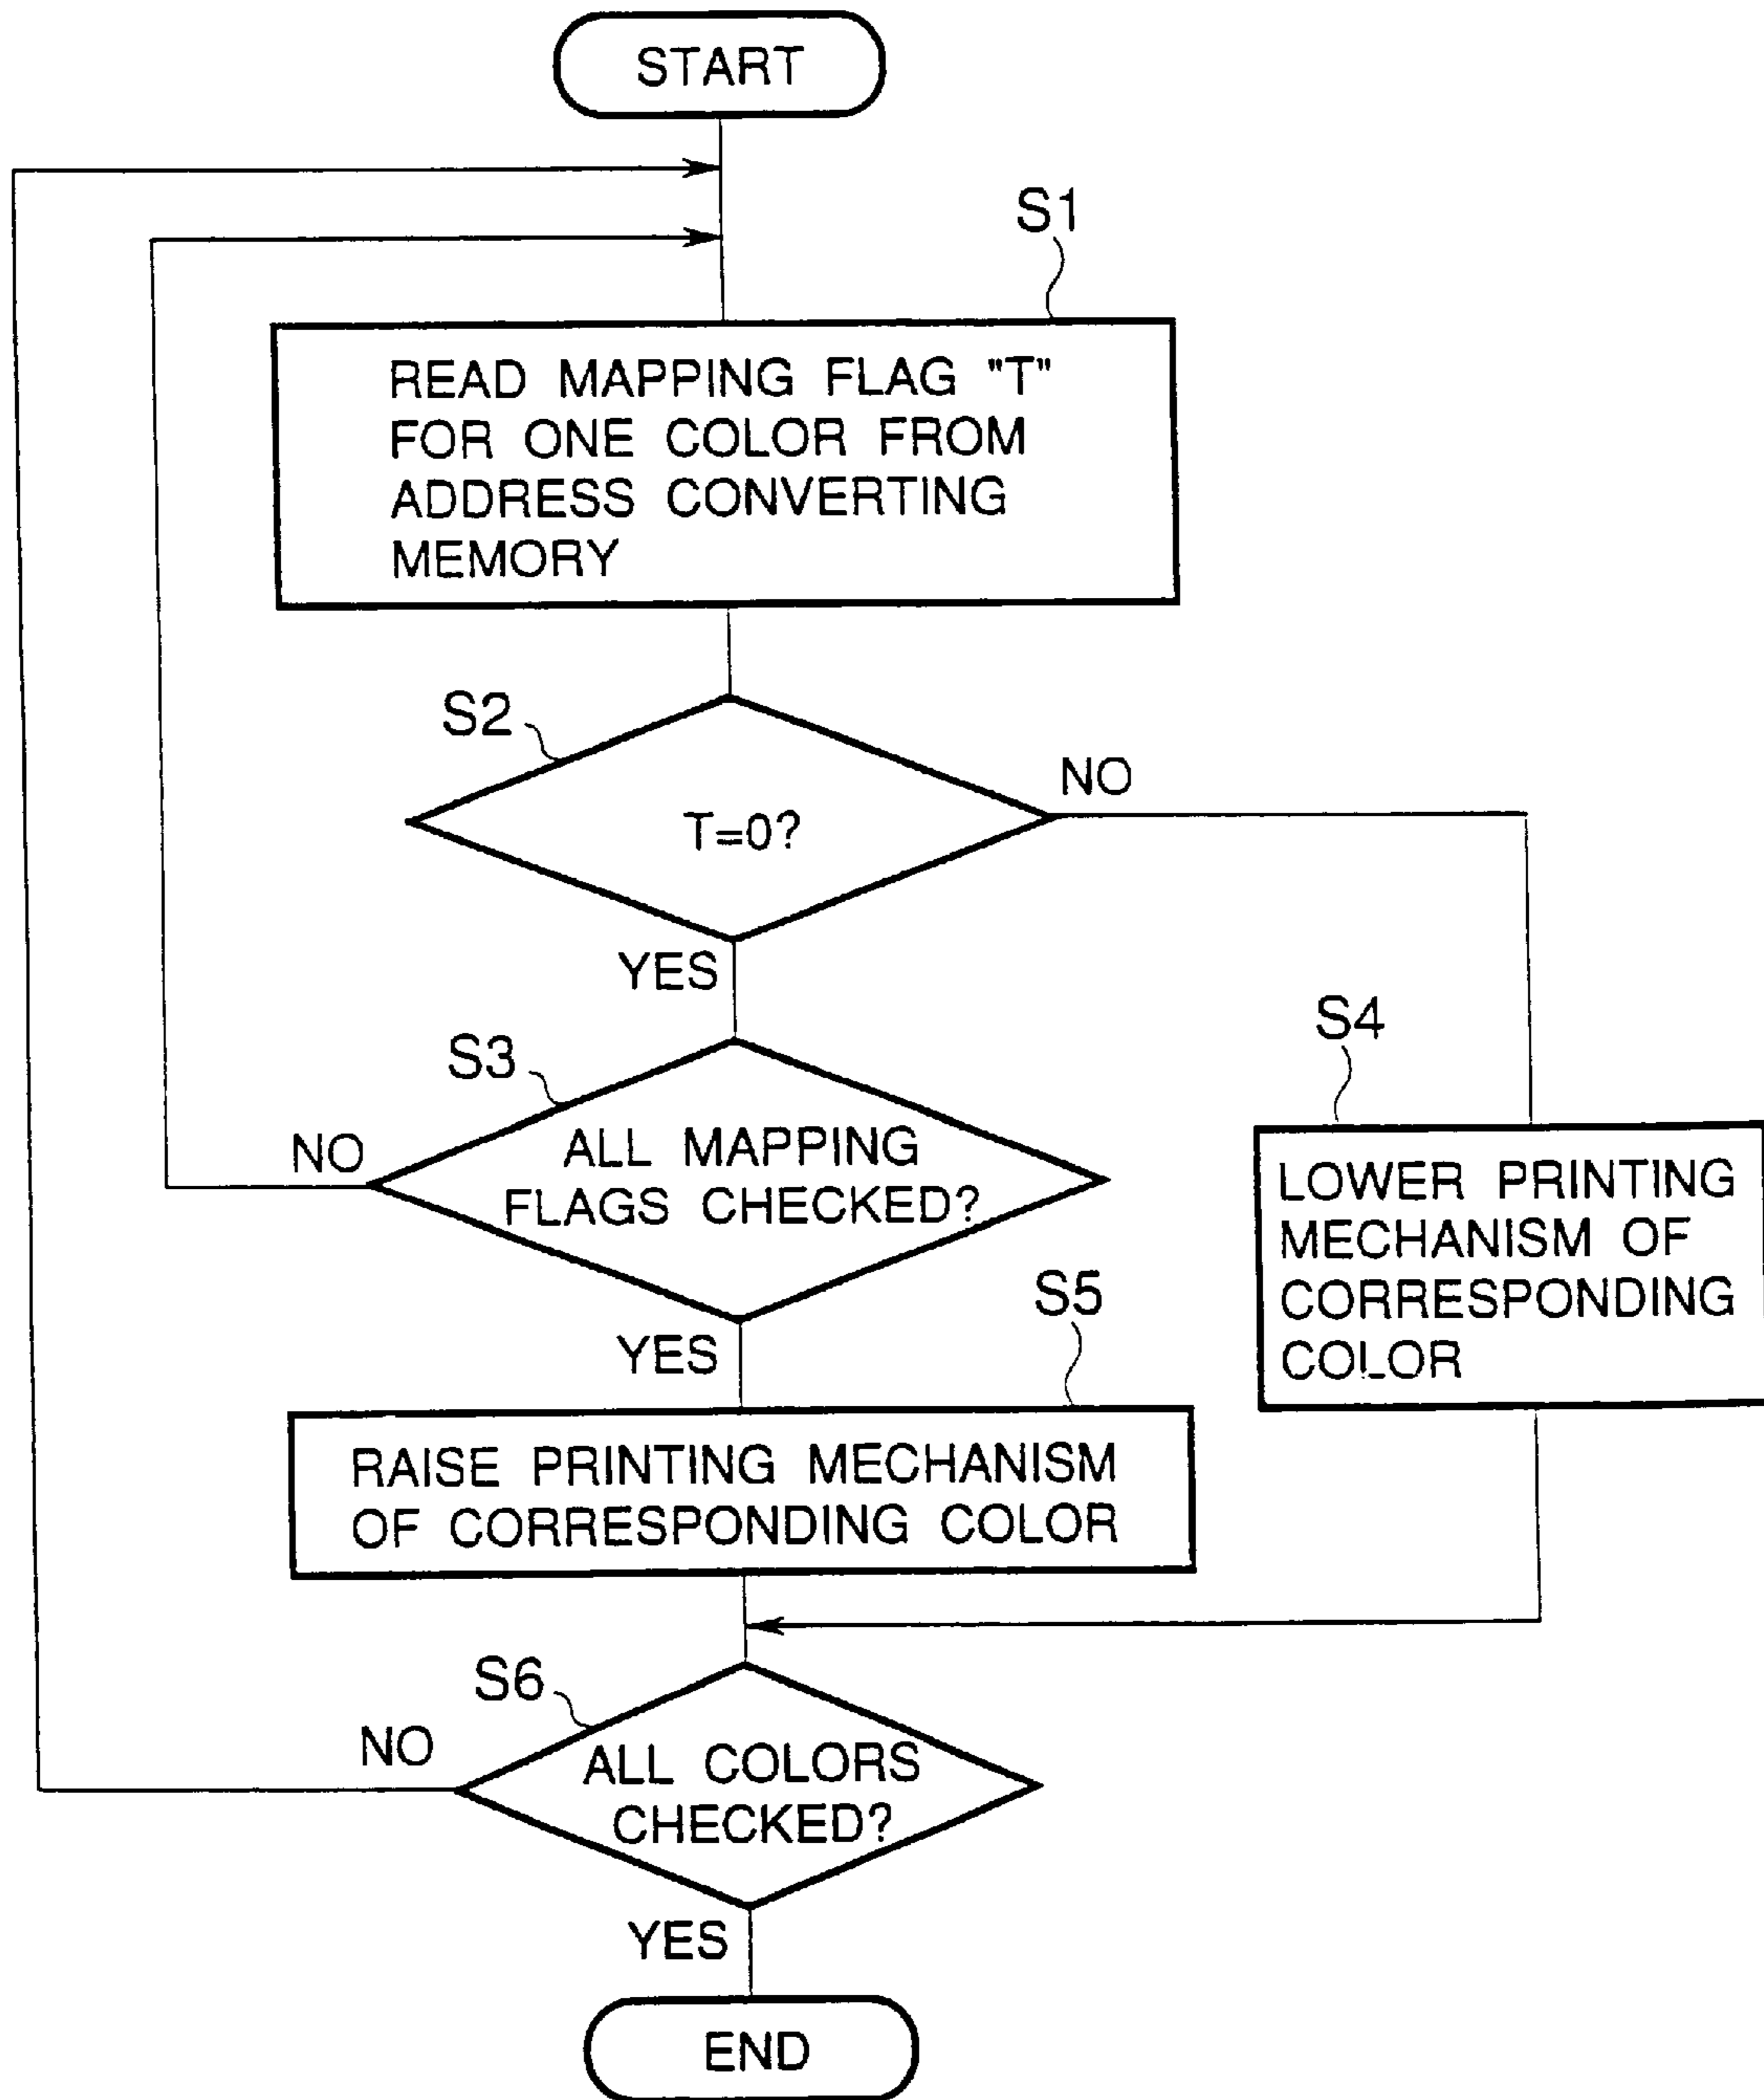 START
S1
READ MAPPING FLAG "T"
FOR ONE COLOR FROM
ADDRESS CONVERTING
MEMORY
S2
NO
T=0?
YES
S4
S3
NO
ALL MAPPING
FLAGS CHECKED?
LOWER PRINTING
MECHANISM OF
CORRESPONDING
COLOR
S5
YES
RAISE PRINTING MECHANISM
OF CORRESPONDING COLOR
S6
NO
ALL COLORS
CHECKED?
YES
END